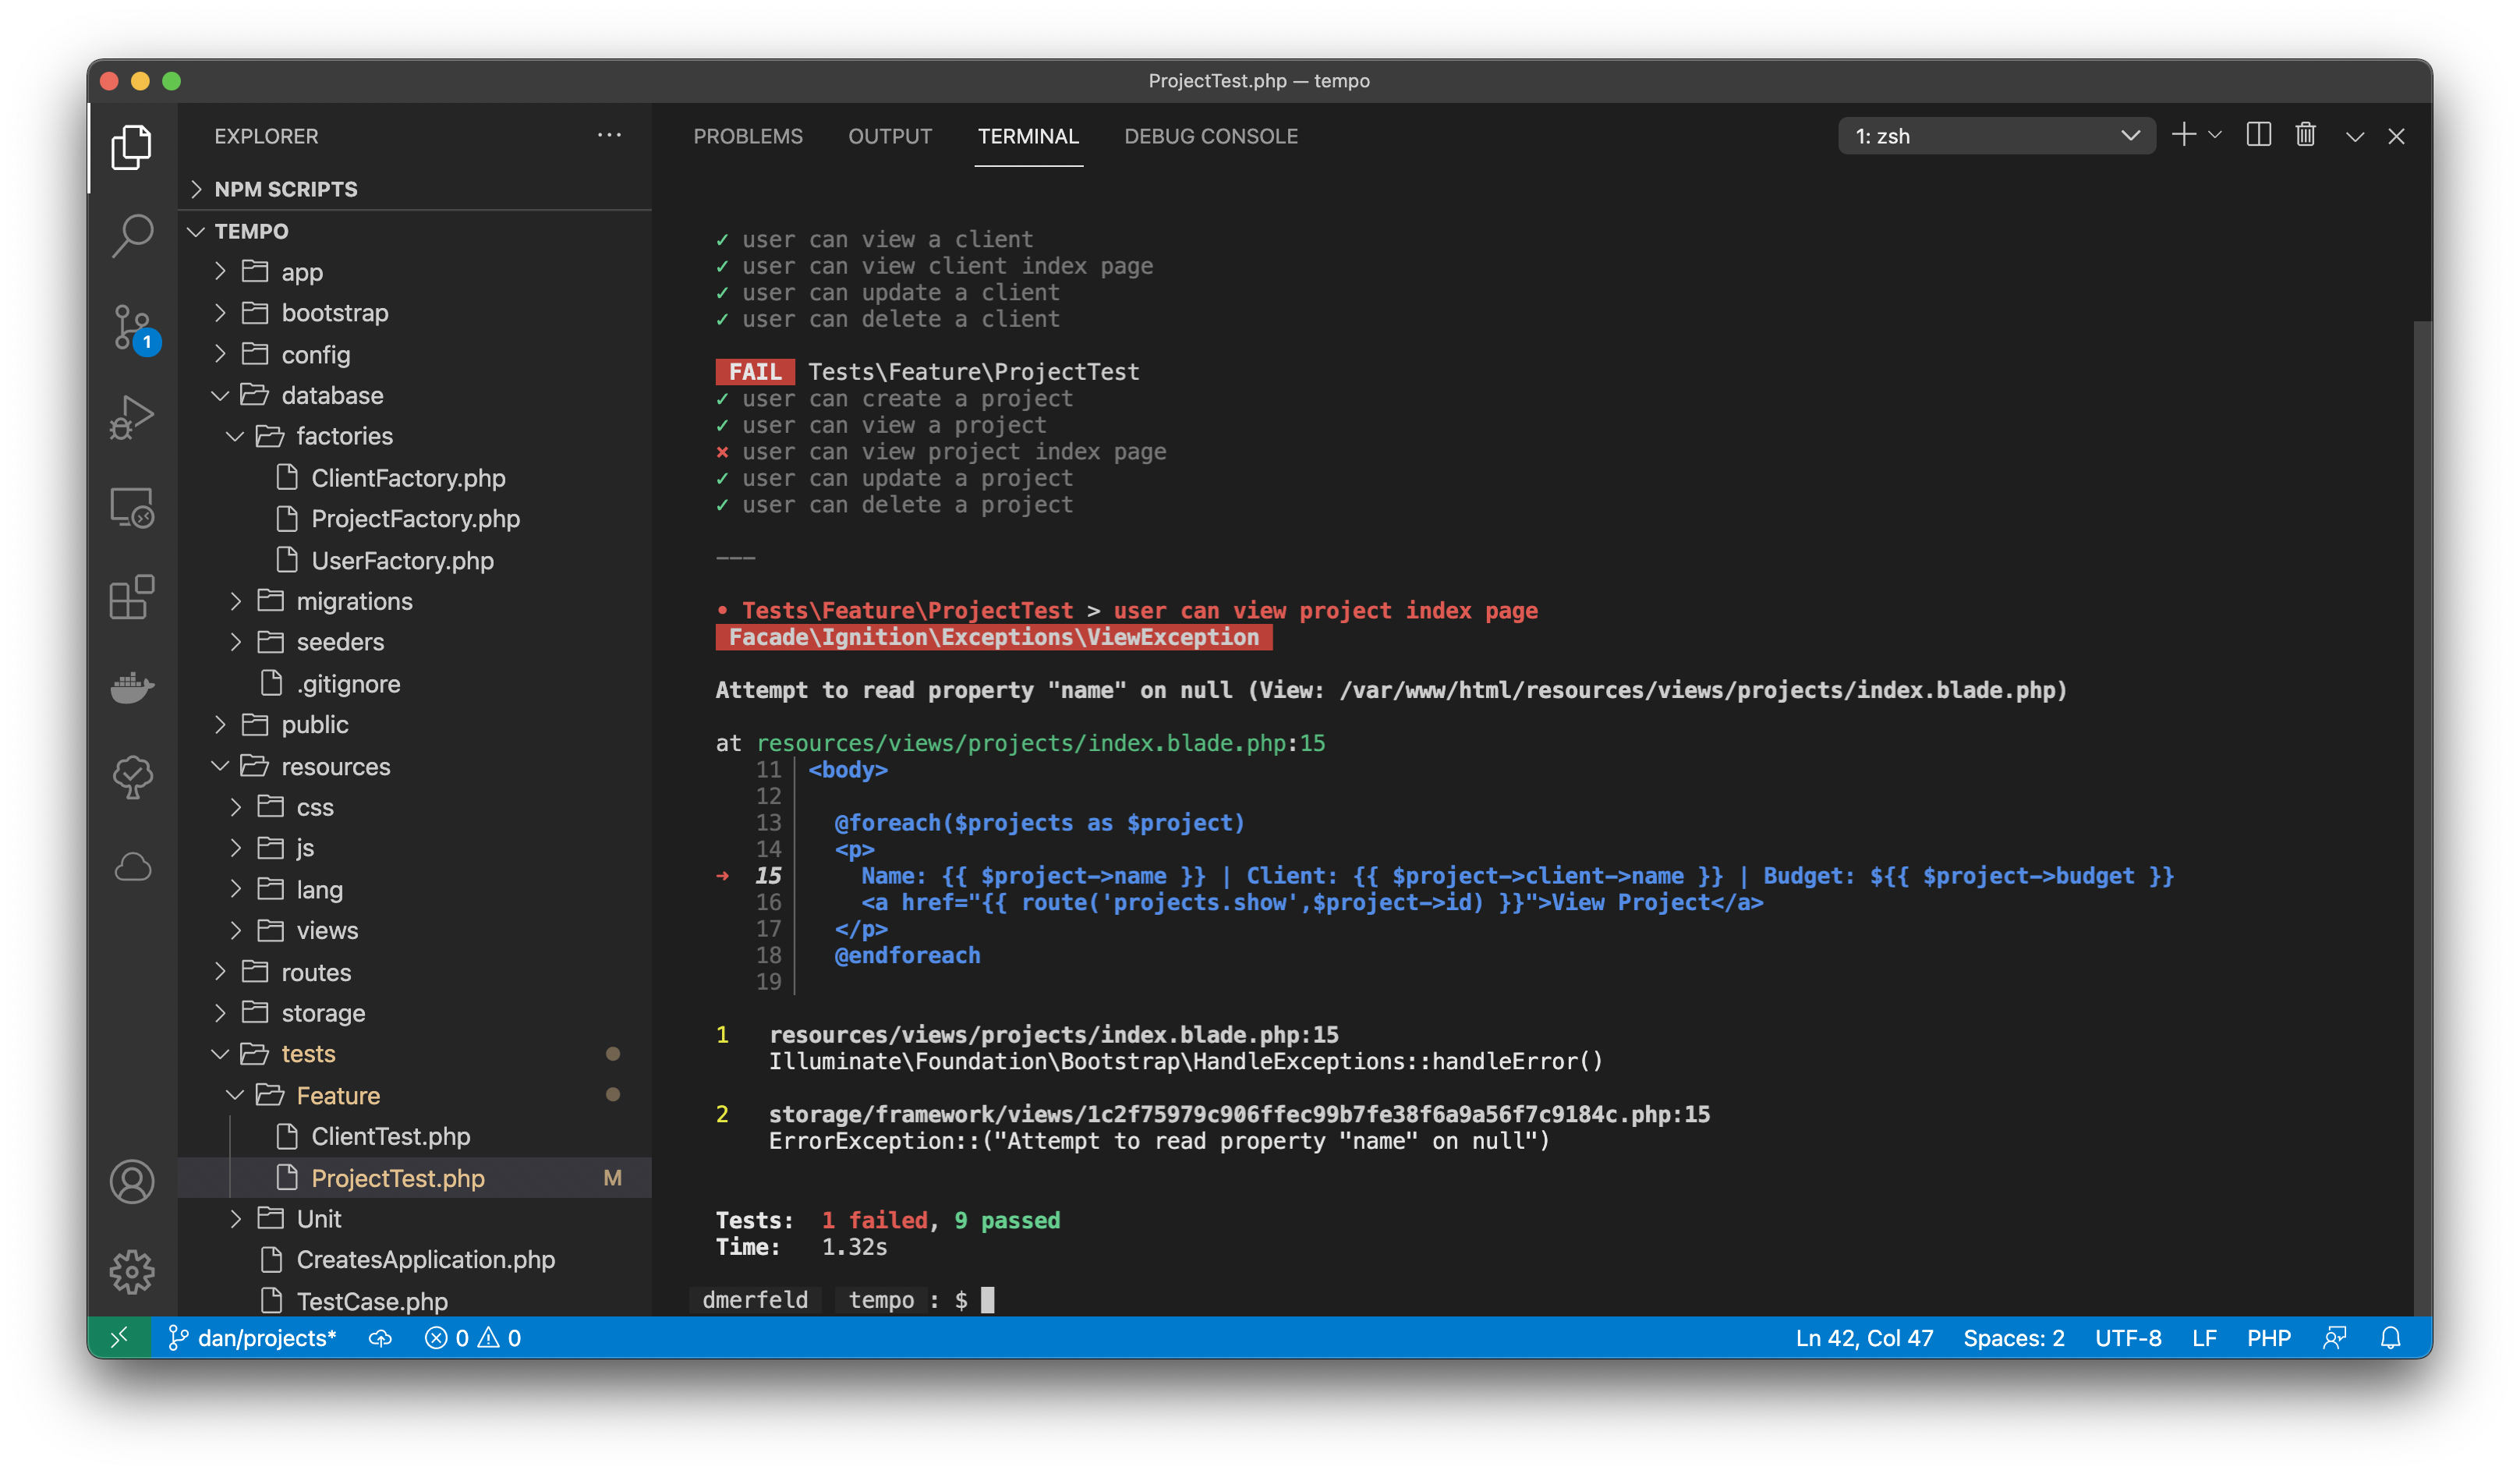 ProjectTest.php — tempo
EXPLORER
NPM SCRIPTS
TEMPO
app
bootstrap
config
database
factories
ClientFactory.php
ProjectFactory.php
UserFactory.php
migrations
seeders
.gitignore
public
resources
css
js
lang
views
routes
storage
tests
Feature
ClientTest.php
ProjectTest.php M
Unit
CreatesApplication.php
TestCase.php
1
PROBLEMS OUTPUT TERMINAL DEBUG CONSOLE 1: zsh
✓ user can view a client
✓ user can view client index page
✓ user can update a client
✓ user can delete a client
FAIL Tests\Feature\ProjectTest
✓ user can create a project
✓ user can view a project
✕ user can view project index page
✓ user can update a project
✓ user can delete a project
———
• Tests\Feature\ProjectTest > user can view project index page
Facade\Ignition\Exceptions\ViewException
Attempt to read property "name" on null (View: /var/www/html/resources/views/projects/index.blade.php)
at resources/views/projects/index.blade.php:15
11 <body>
12
13 @foreach($projects as $project)
14 <p>
➜ 15 Name: {{ $project->name }} | Client: {{ $project->client->name }} | Budget: ${{ $project->budget }}
16 <a href="{{ route('projects.show',$project->id) }}">View Project</a>
17 </p>
18 @endforeach
19
1 resources/views/projects/index.blade.php:15
Illuminate\Foundation\Bootstrap\HandleExceptions::handleError()
2 storage/framework/views/1c2f75979c906ffec99b7fe38f6a9a56f7c9184c.php:15
ErrorException::("Attempt to read property "name" on null")
Tests: 1 failed, 9 passed
Time: 1.32s
dmerfeld tempo : $
dan/projects* 0 0 Ln 42, Col 47 Spaces: 2 UTF-8 LF PHP